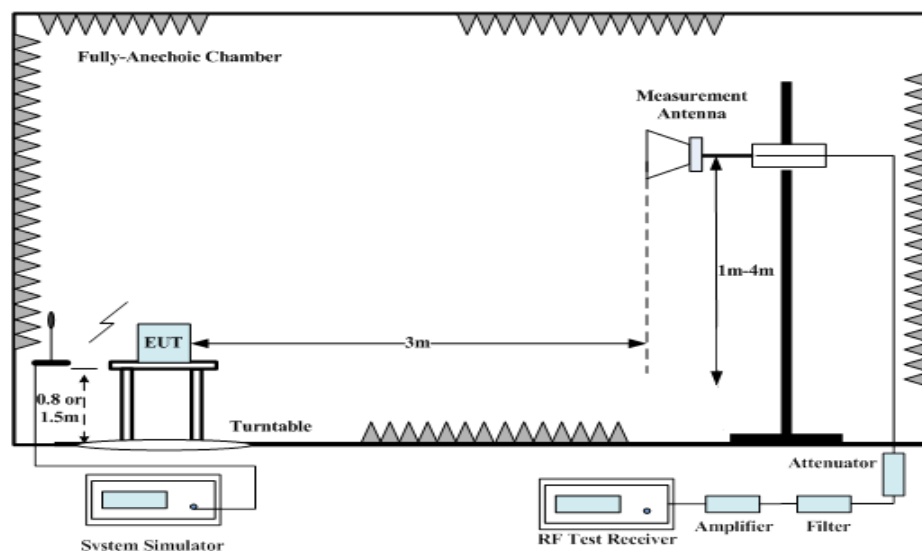 Fully-Anechoic Chamber
Measurement
Antenna
1m-4m
EUT
3m
0.8 or
1.5m
Turntable
Attenuator
System Simulator
RF Test Receiver
Amplifier
Filter